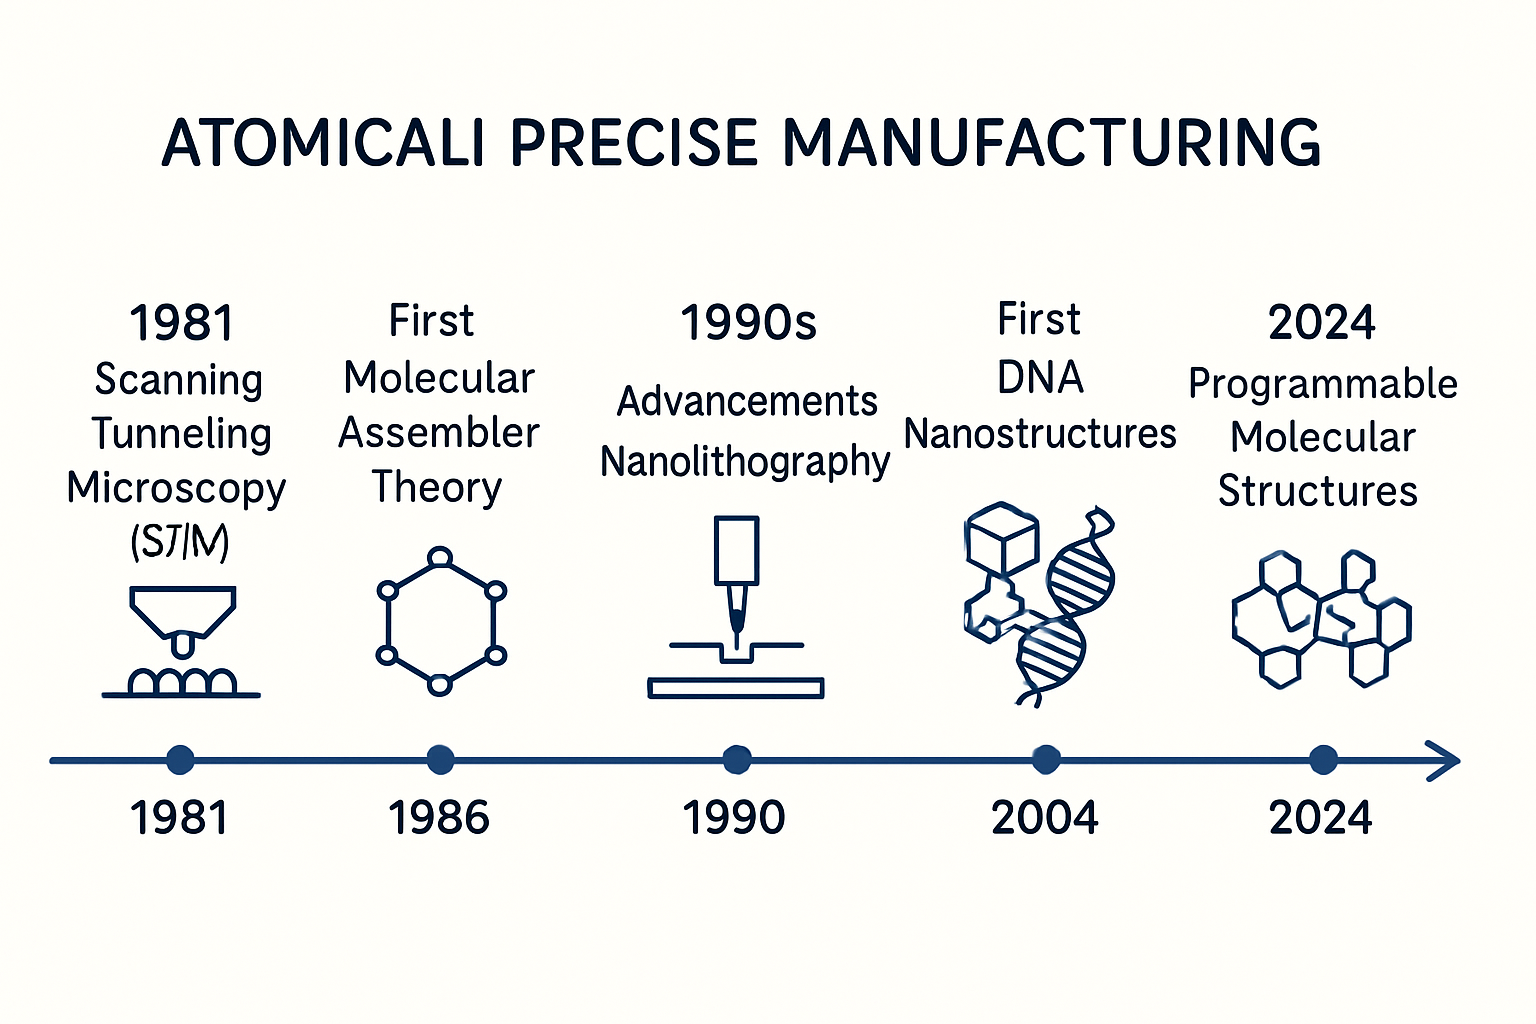 ATOMICALI PRECISE MANUFACTURING
1981
Scanning
Tunneling
Microscopy
(STIM)
First
Molecular
Assembler
Theory
1990s
Advancements
Nanolithography
First
DNA
Nanostructures
2024
Programmable
Molecular
Structures
1981
1986
1990
2004
2024